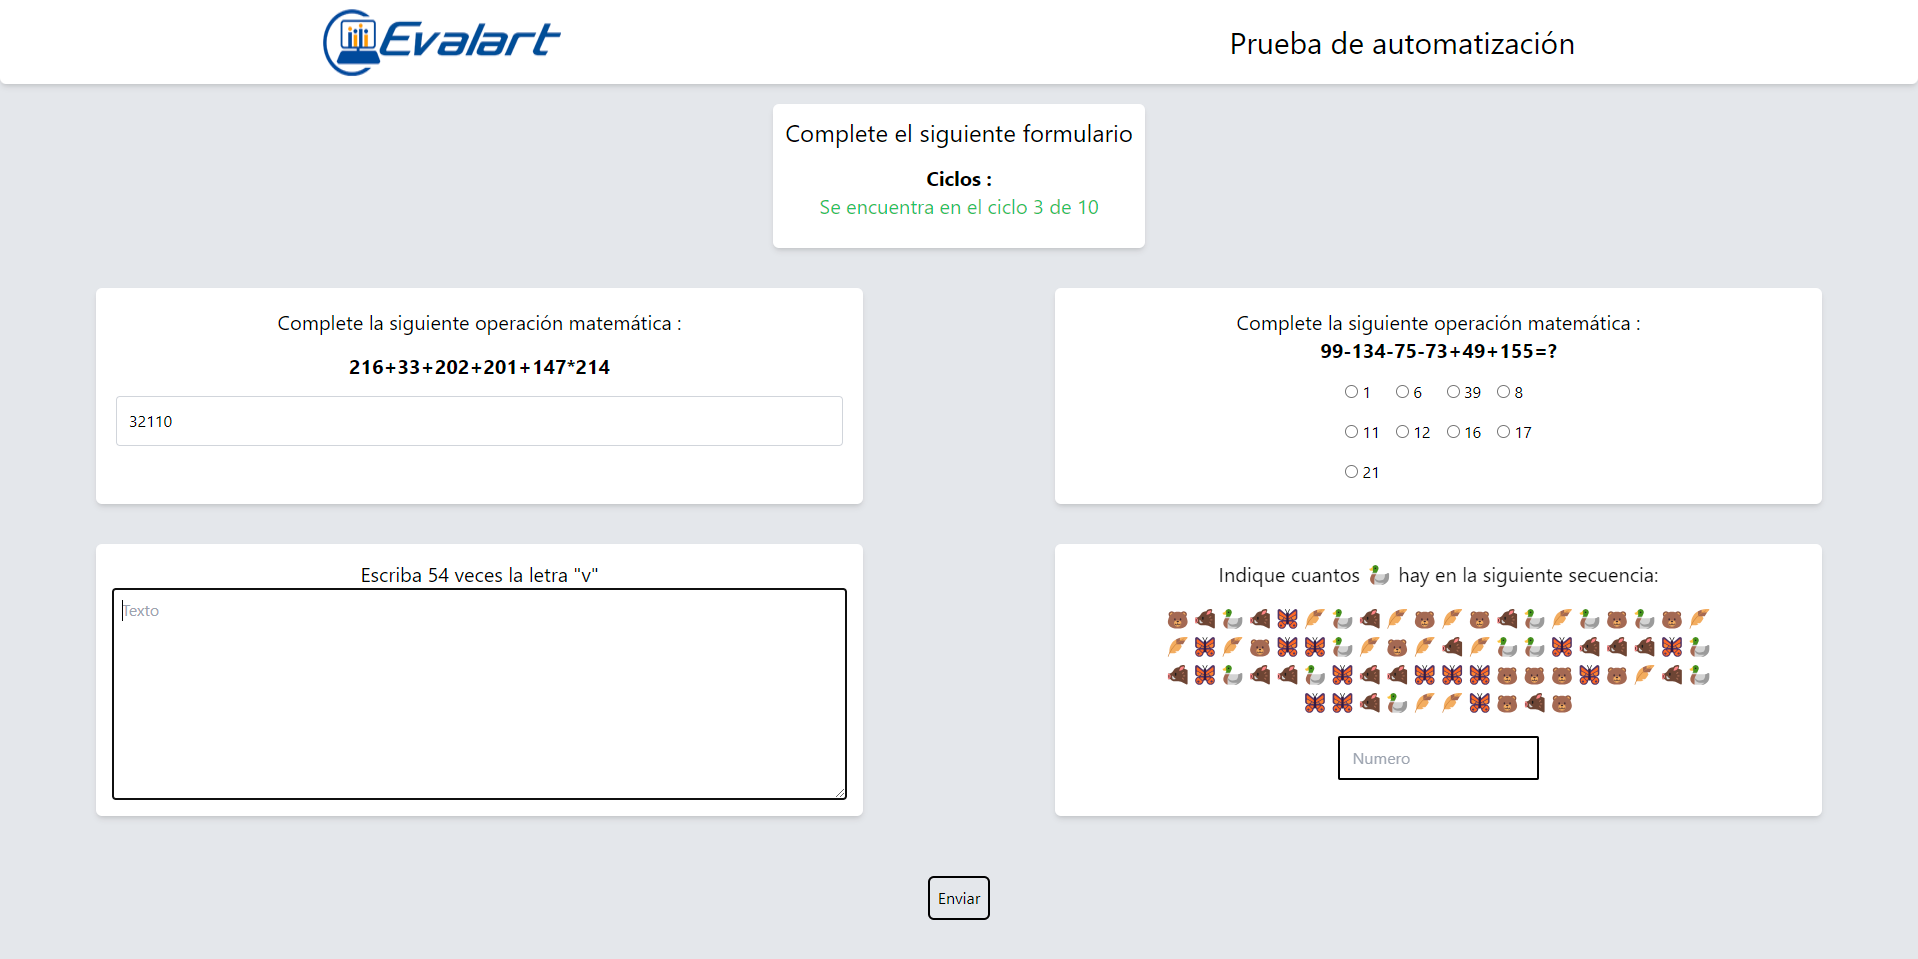 Evalart
Prueba de automatización
Complete el siguiente formulario
Ciclos :
Se encuentra en el ciclo 3 de 10
Complete la siguiente operación matemática :
216+33+202+201+147*214
32110
Complete la siguiente operación matemática :
99-134-75-73+49+155=?
1 6 39 8
11 12 16 17
21
Escriba 54 veces la letra "v"
Texto
Indique cuantos 🦆 hay en la siguiente secuencia:
Numero
Enviar